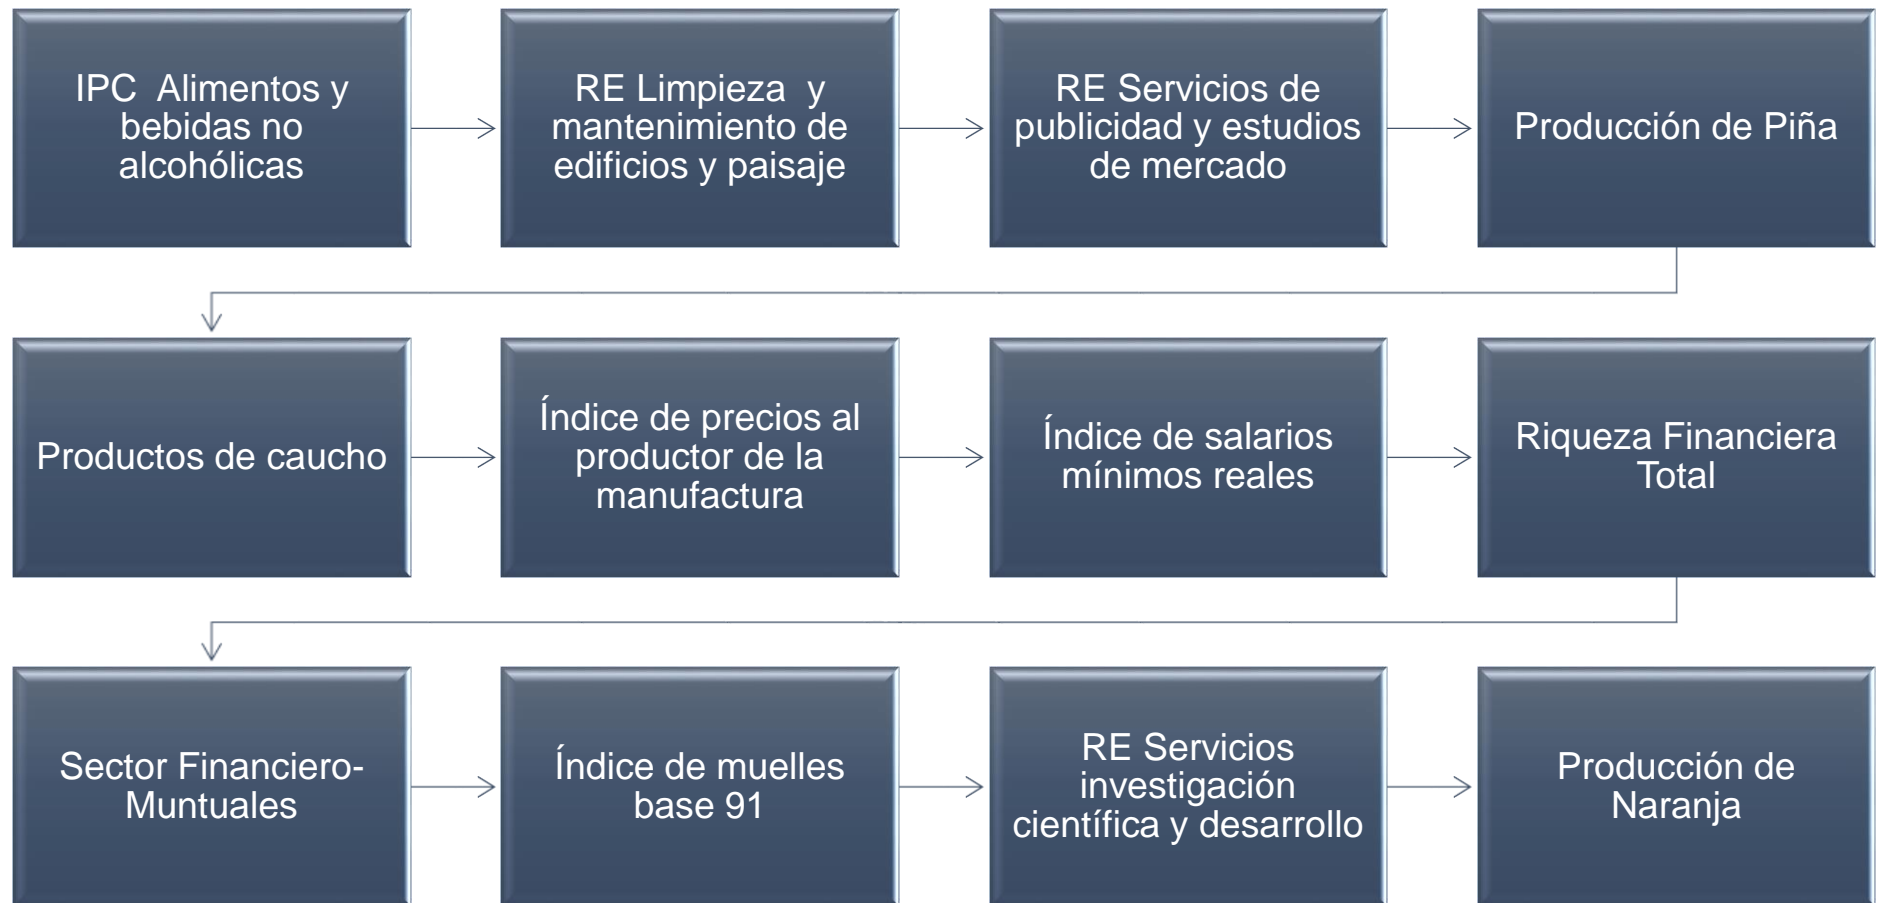 IPC Alimentos y
bebidas no
alcohólicas
RE Limpieza y
mantenimiento de
edificios y paisaje
RE Servicios de
publicidad y estudios
de mercado
Producción de Piña
Productos de caucho
Índice de precios al
productor de la
manufactura
Índice de salarios
mínimos reales
Riqueza Financiera
Total
Sector Financiero-
Muntuales
Índice de muelles
base 91
RE Servicios
investigación
científica y desarrollo
Producción de
Naranja